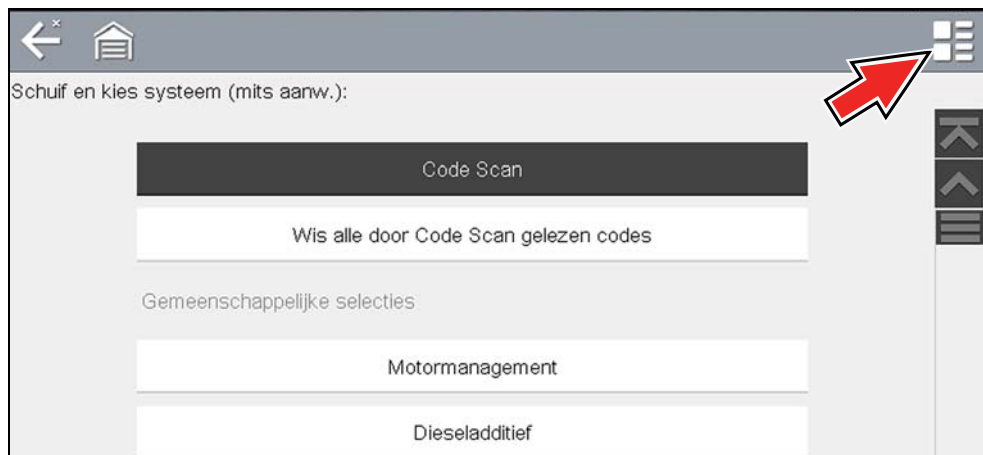 Schuif en kies systeem (mits aanw.):
Code Scan
Wis alle door Code Scan gelezen codes
Gemeenschappelijke selecties
Motormanagement
Dieseladditief